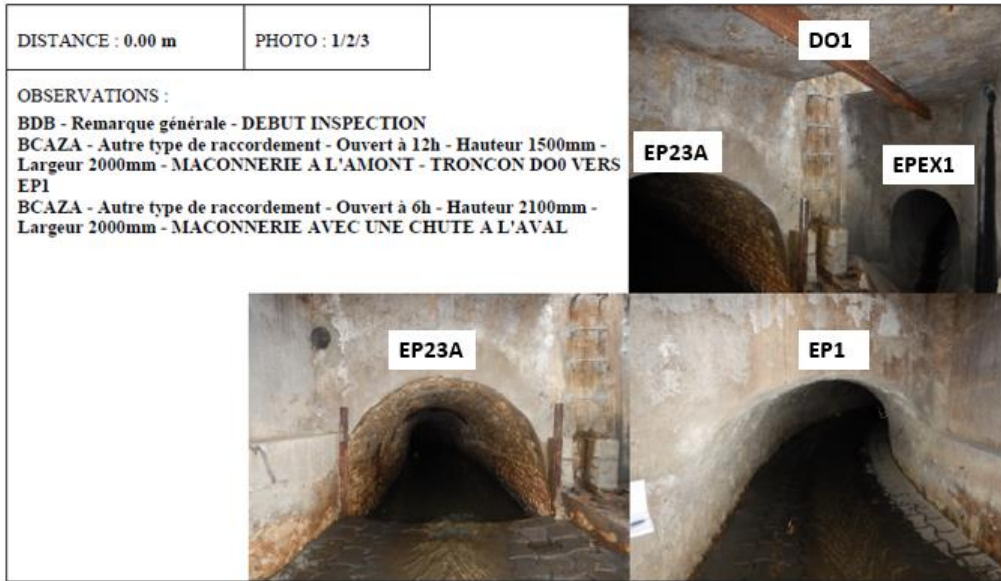 DISTANCE : 0.00 m
PHOTO : 1/2/3
OBSERVATIONS :
BDB - Remarque générale - DEBUT INSPECTION
BCAZA - Autre type de raccordement - Ouvert à 12h - Hauteur 1500mm -
Largeur 2000mm - MACONNERIE A L'AMONT - TRONCON DO0 VERS
EP1
BCAZA - Autre type de raccordement - Ouvert à 6h - Hauteur 2100mm -
Largeur 2000mm - MACONNERIE AVEC UNE CHUTE A L'AVAL
DO1
EP23A
EPEX1
EP23A
EP1